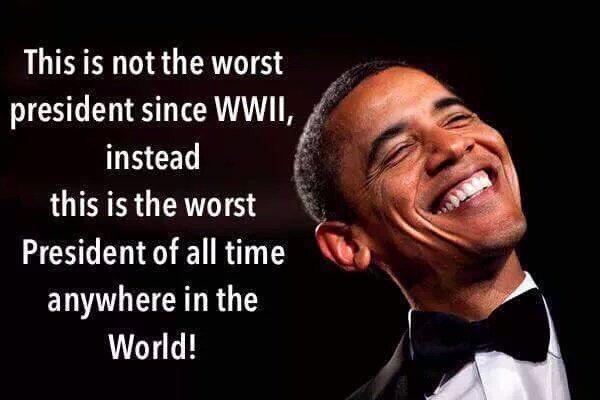 This is not the worst
president since WWII,
instead
this is the worst
President of all time
anywhere in the
World!